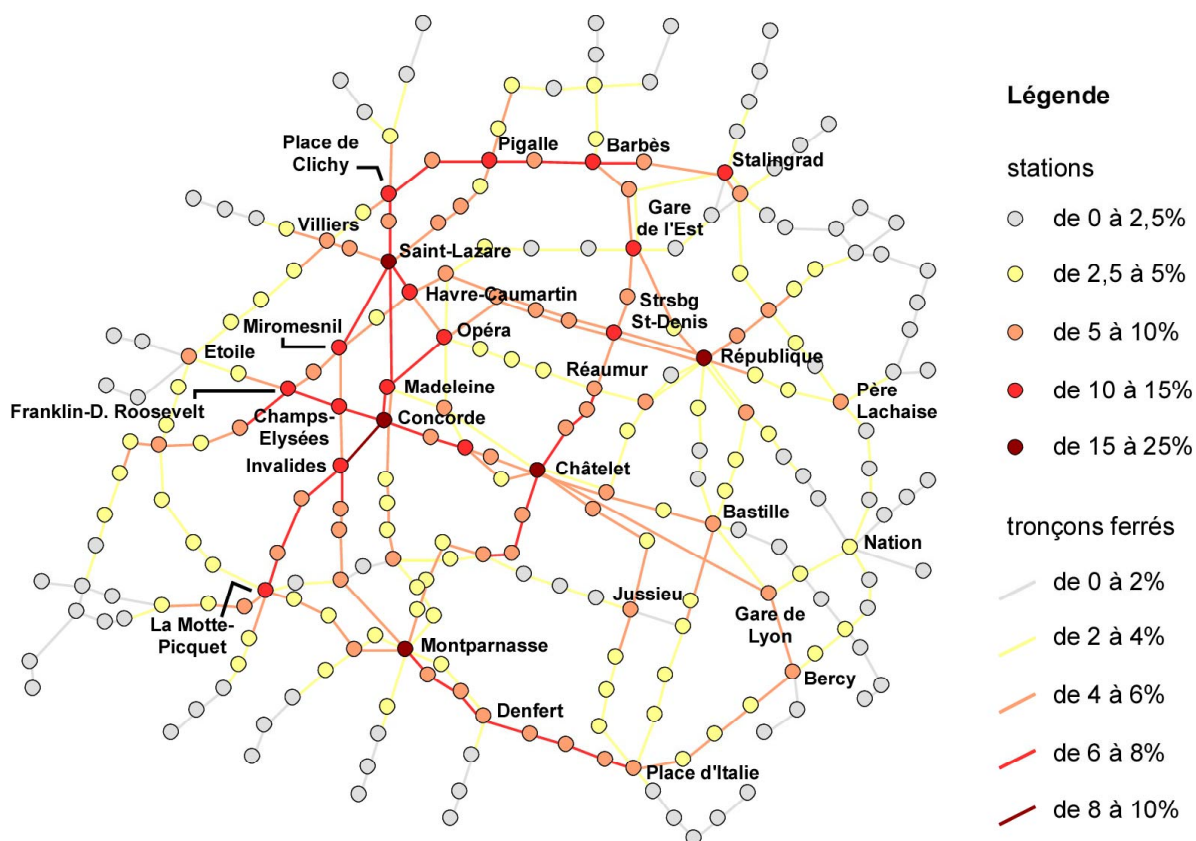 Place de
Clichy
Pigalle
Barbès
Stalingrad
Villiers
Gare
de l'Est
Saint-Lazare
Havre-Caumartin
Strsbg
St-Denis
Miromesnil
Opéra
Etoile
République
Réaumur
Madeleine
Père
Lachaise
Franklin-D. Roosevelt
Champs-
Elysées
Concorde
Invalides
Châtelet
Bastille
Nation
Jussieu
Gare de
Lyon
La Motte-
Picquet
Montparnasse
Bercy
Denfert
Place d'Italie
Légende
stations
de 0 à 2,5%
de 2,5 à 5%
de 5 à 10%
de 10 à 15%
de 15 à 25%
tronçons ferrés
de 0 à 2%
de 2 à 4%
de 4 à 6%
de 6 à 8%
de 8 à 10%